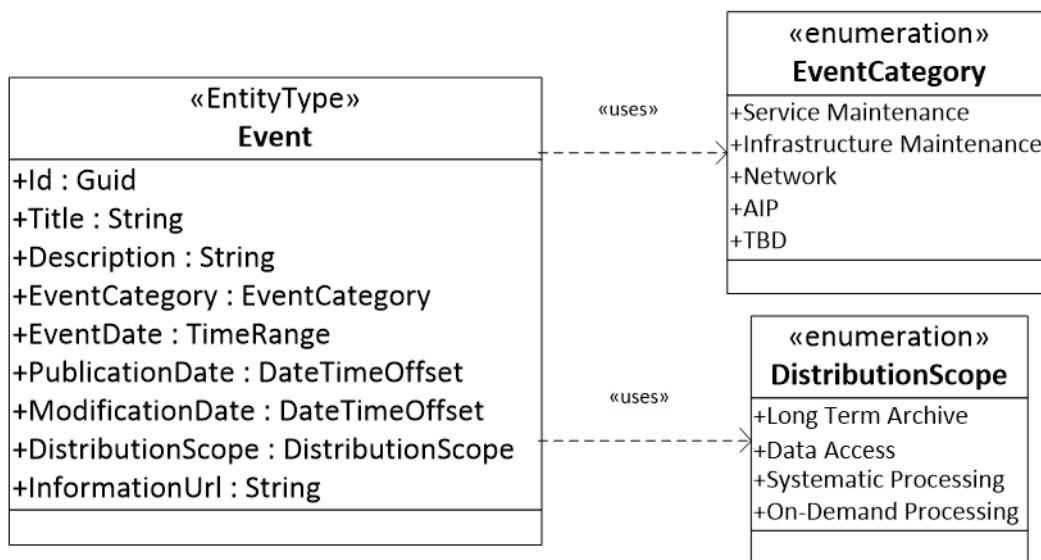 «EntityType»
Event
+Id : Guid
+Title : String
+Description : String
+EventCategory : EventCategory
+EventDate : TimeRange
+PublicationDate : DateTimeOffset
+ModificationDate : DateTimeOffset
+DistributionScope : DistributionScope
+InformationUrl : String
«uses»
«enumeration»
EventCategory
+Service Maintenance
+Infrastructure Maintenance
+Network
+AIP
+TBD
«uses»
«enumeration»
DistributionScope
+Long Term Archive
+Data Access
+Systematic Processing
+On-Demand Processing